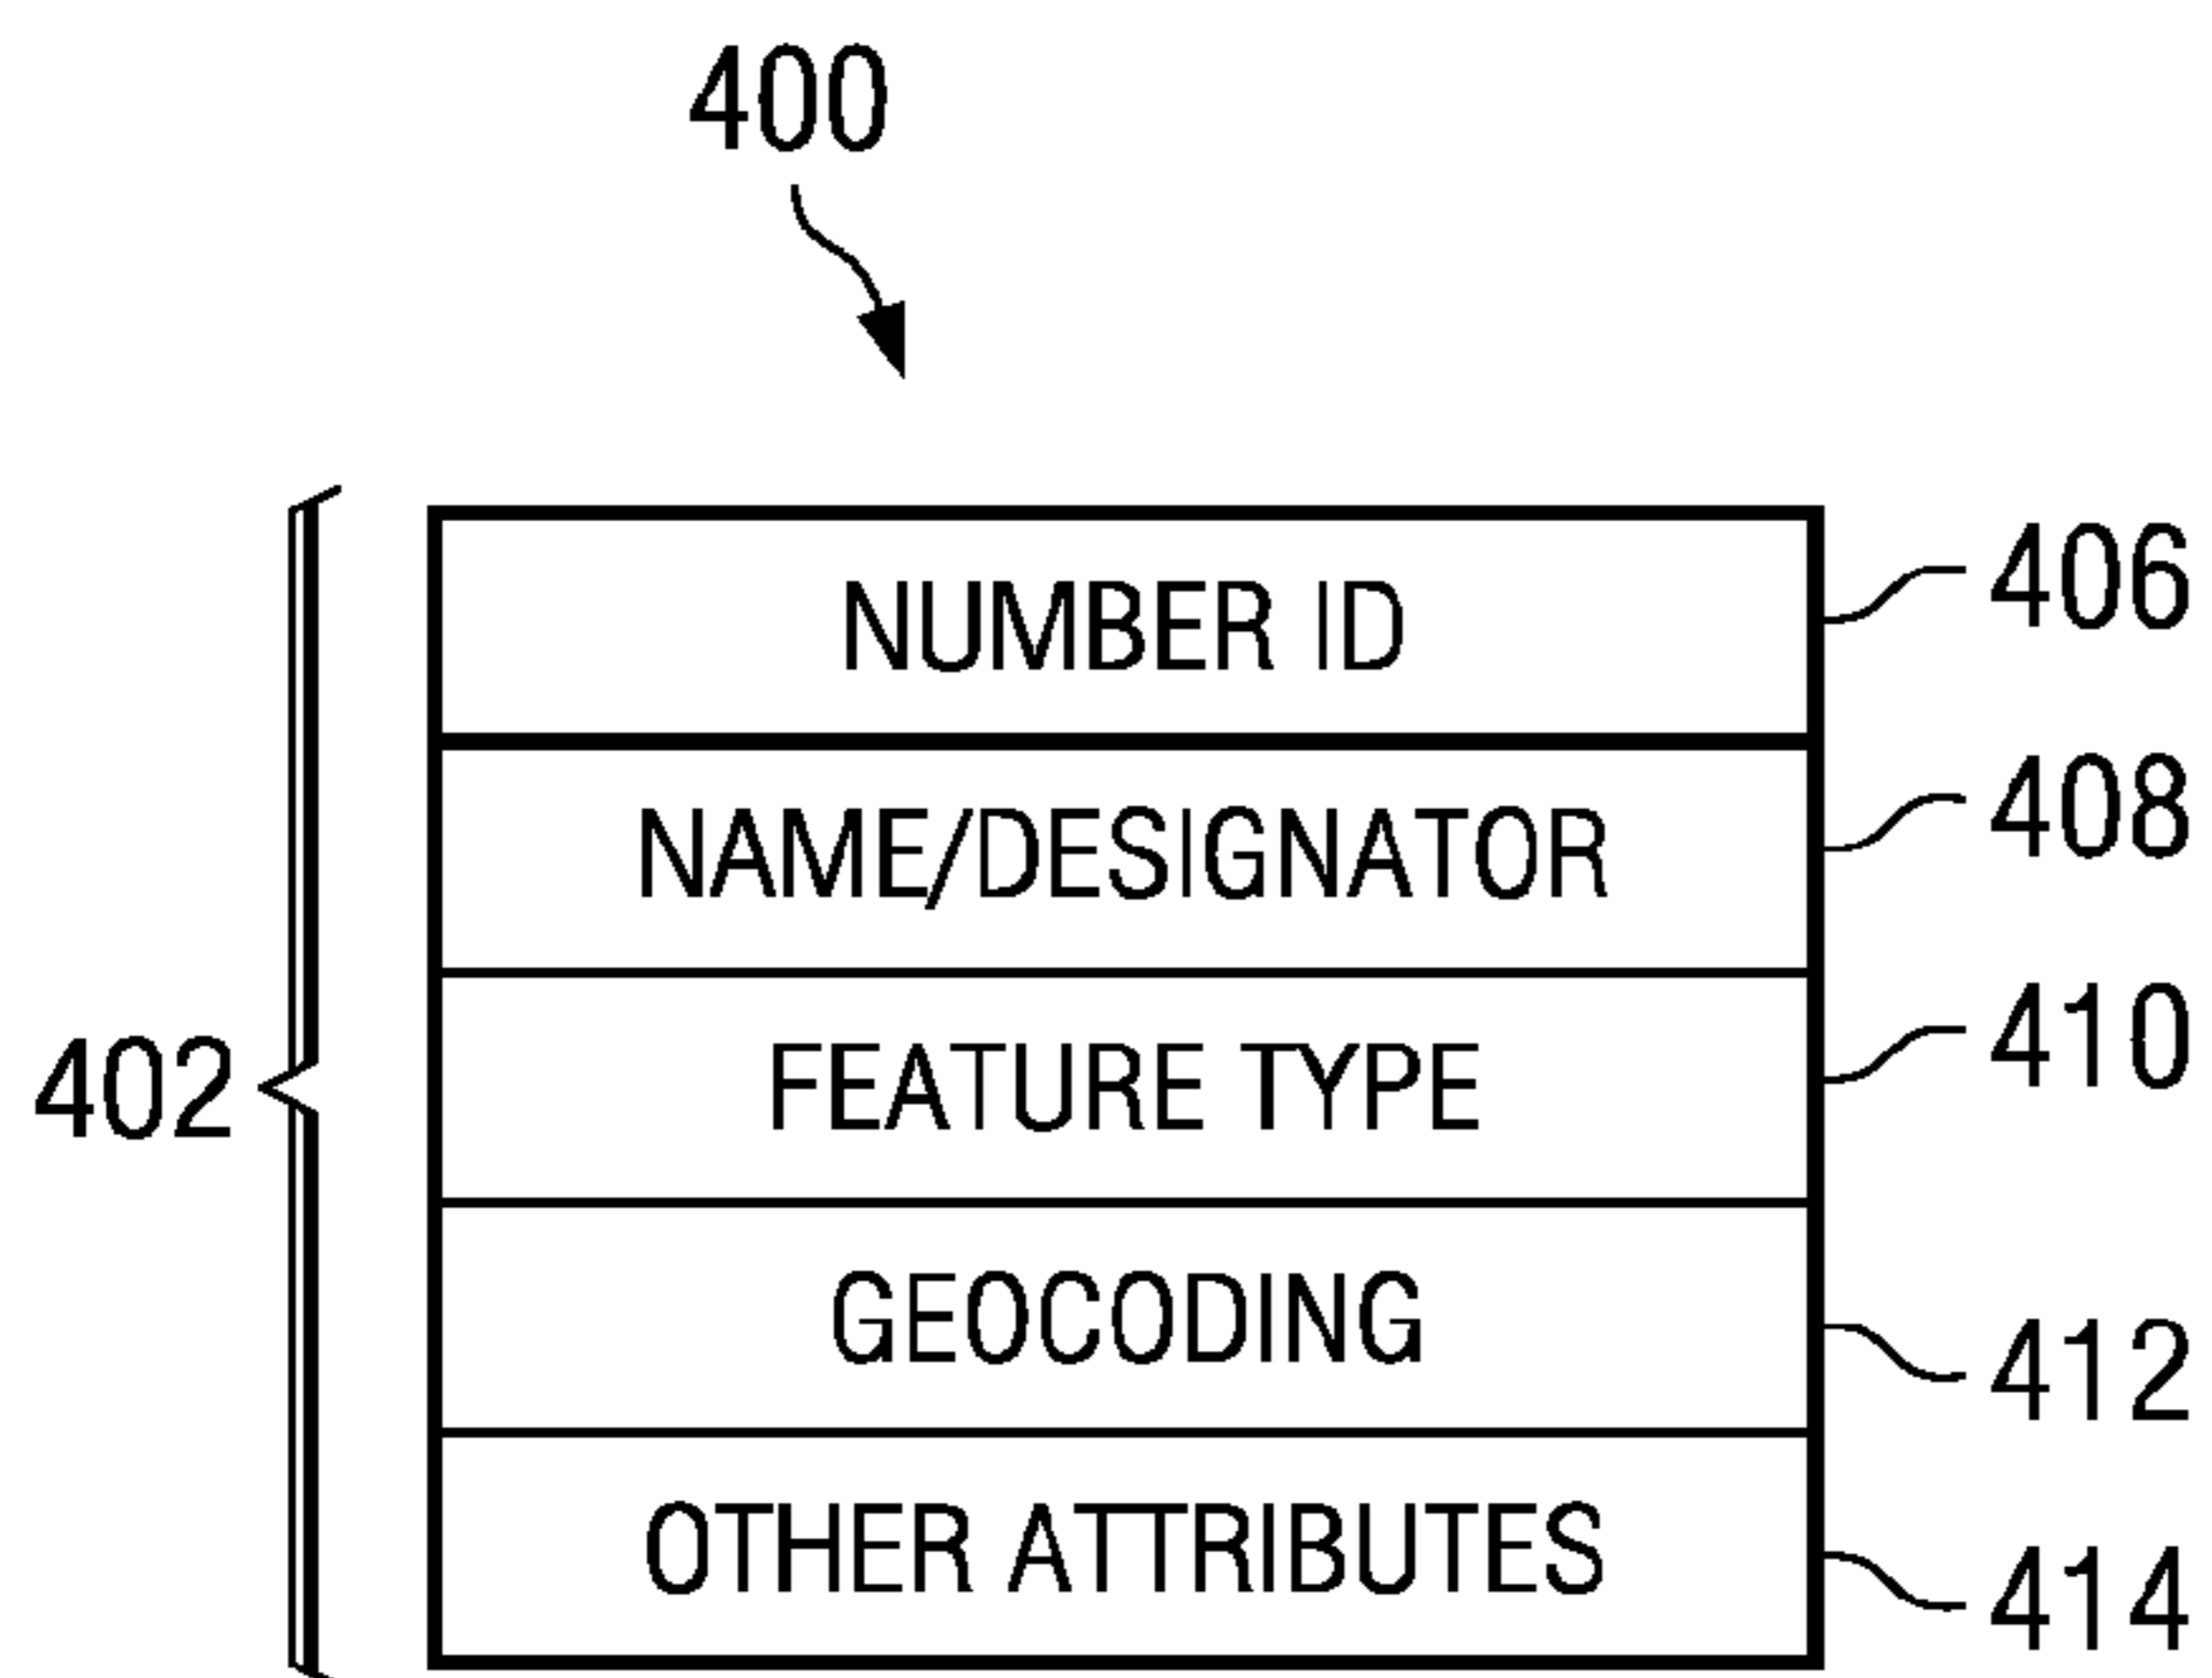 400
NUMBER ID 406
NAME/DESIGNATOR 408
FEATURE TYPE 410
402
GEOCODING 412
OTHER ATTRIBUTES 414